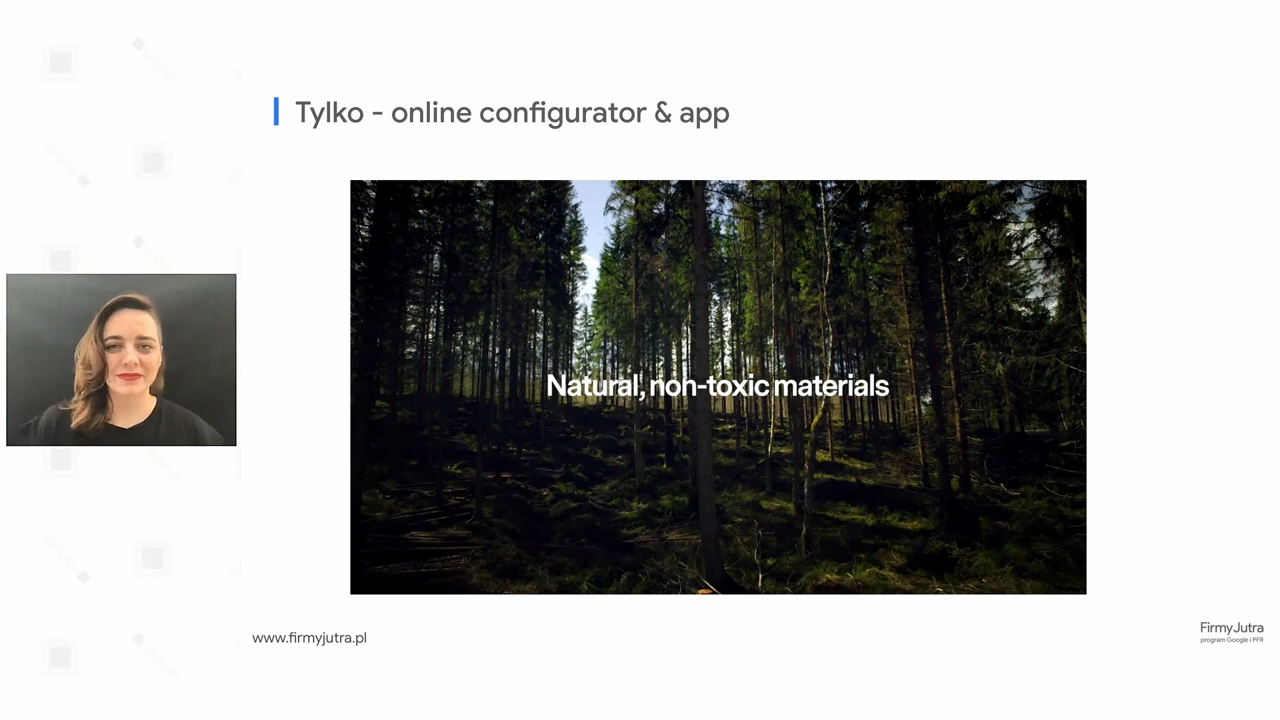 Tylko - online configurator & app
Natural, non-toxic materials
www.firmyjutra.pl
FirmyJutra
program Google i PFR